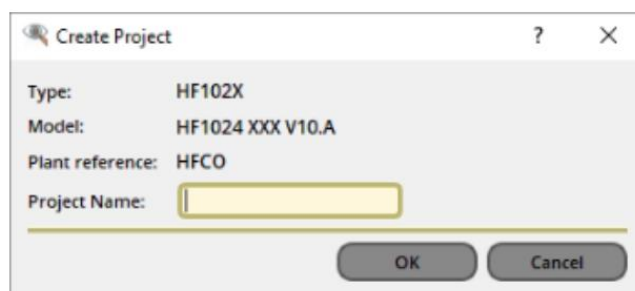 Create Project ?
Type: HF102X
Model: HF1024 XXX V10.A
Plant reference: HFCO
Project Name:
OK Cancel